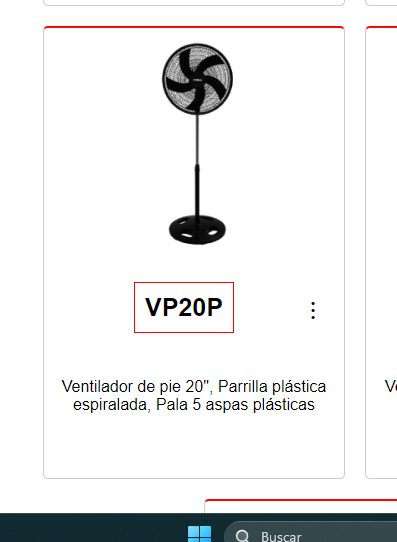 VP20P
Ventilador de pie 20", Parrilla plástica
espiralada, Pala 5 aspas plásticas
Buscar